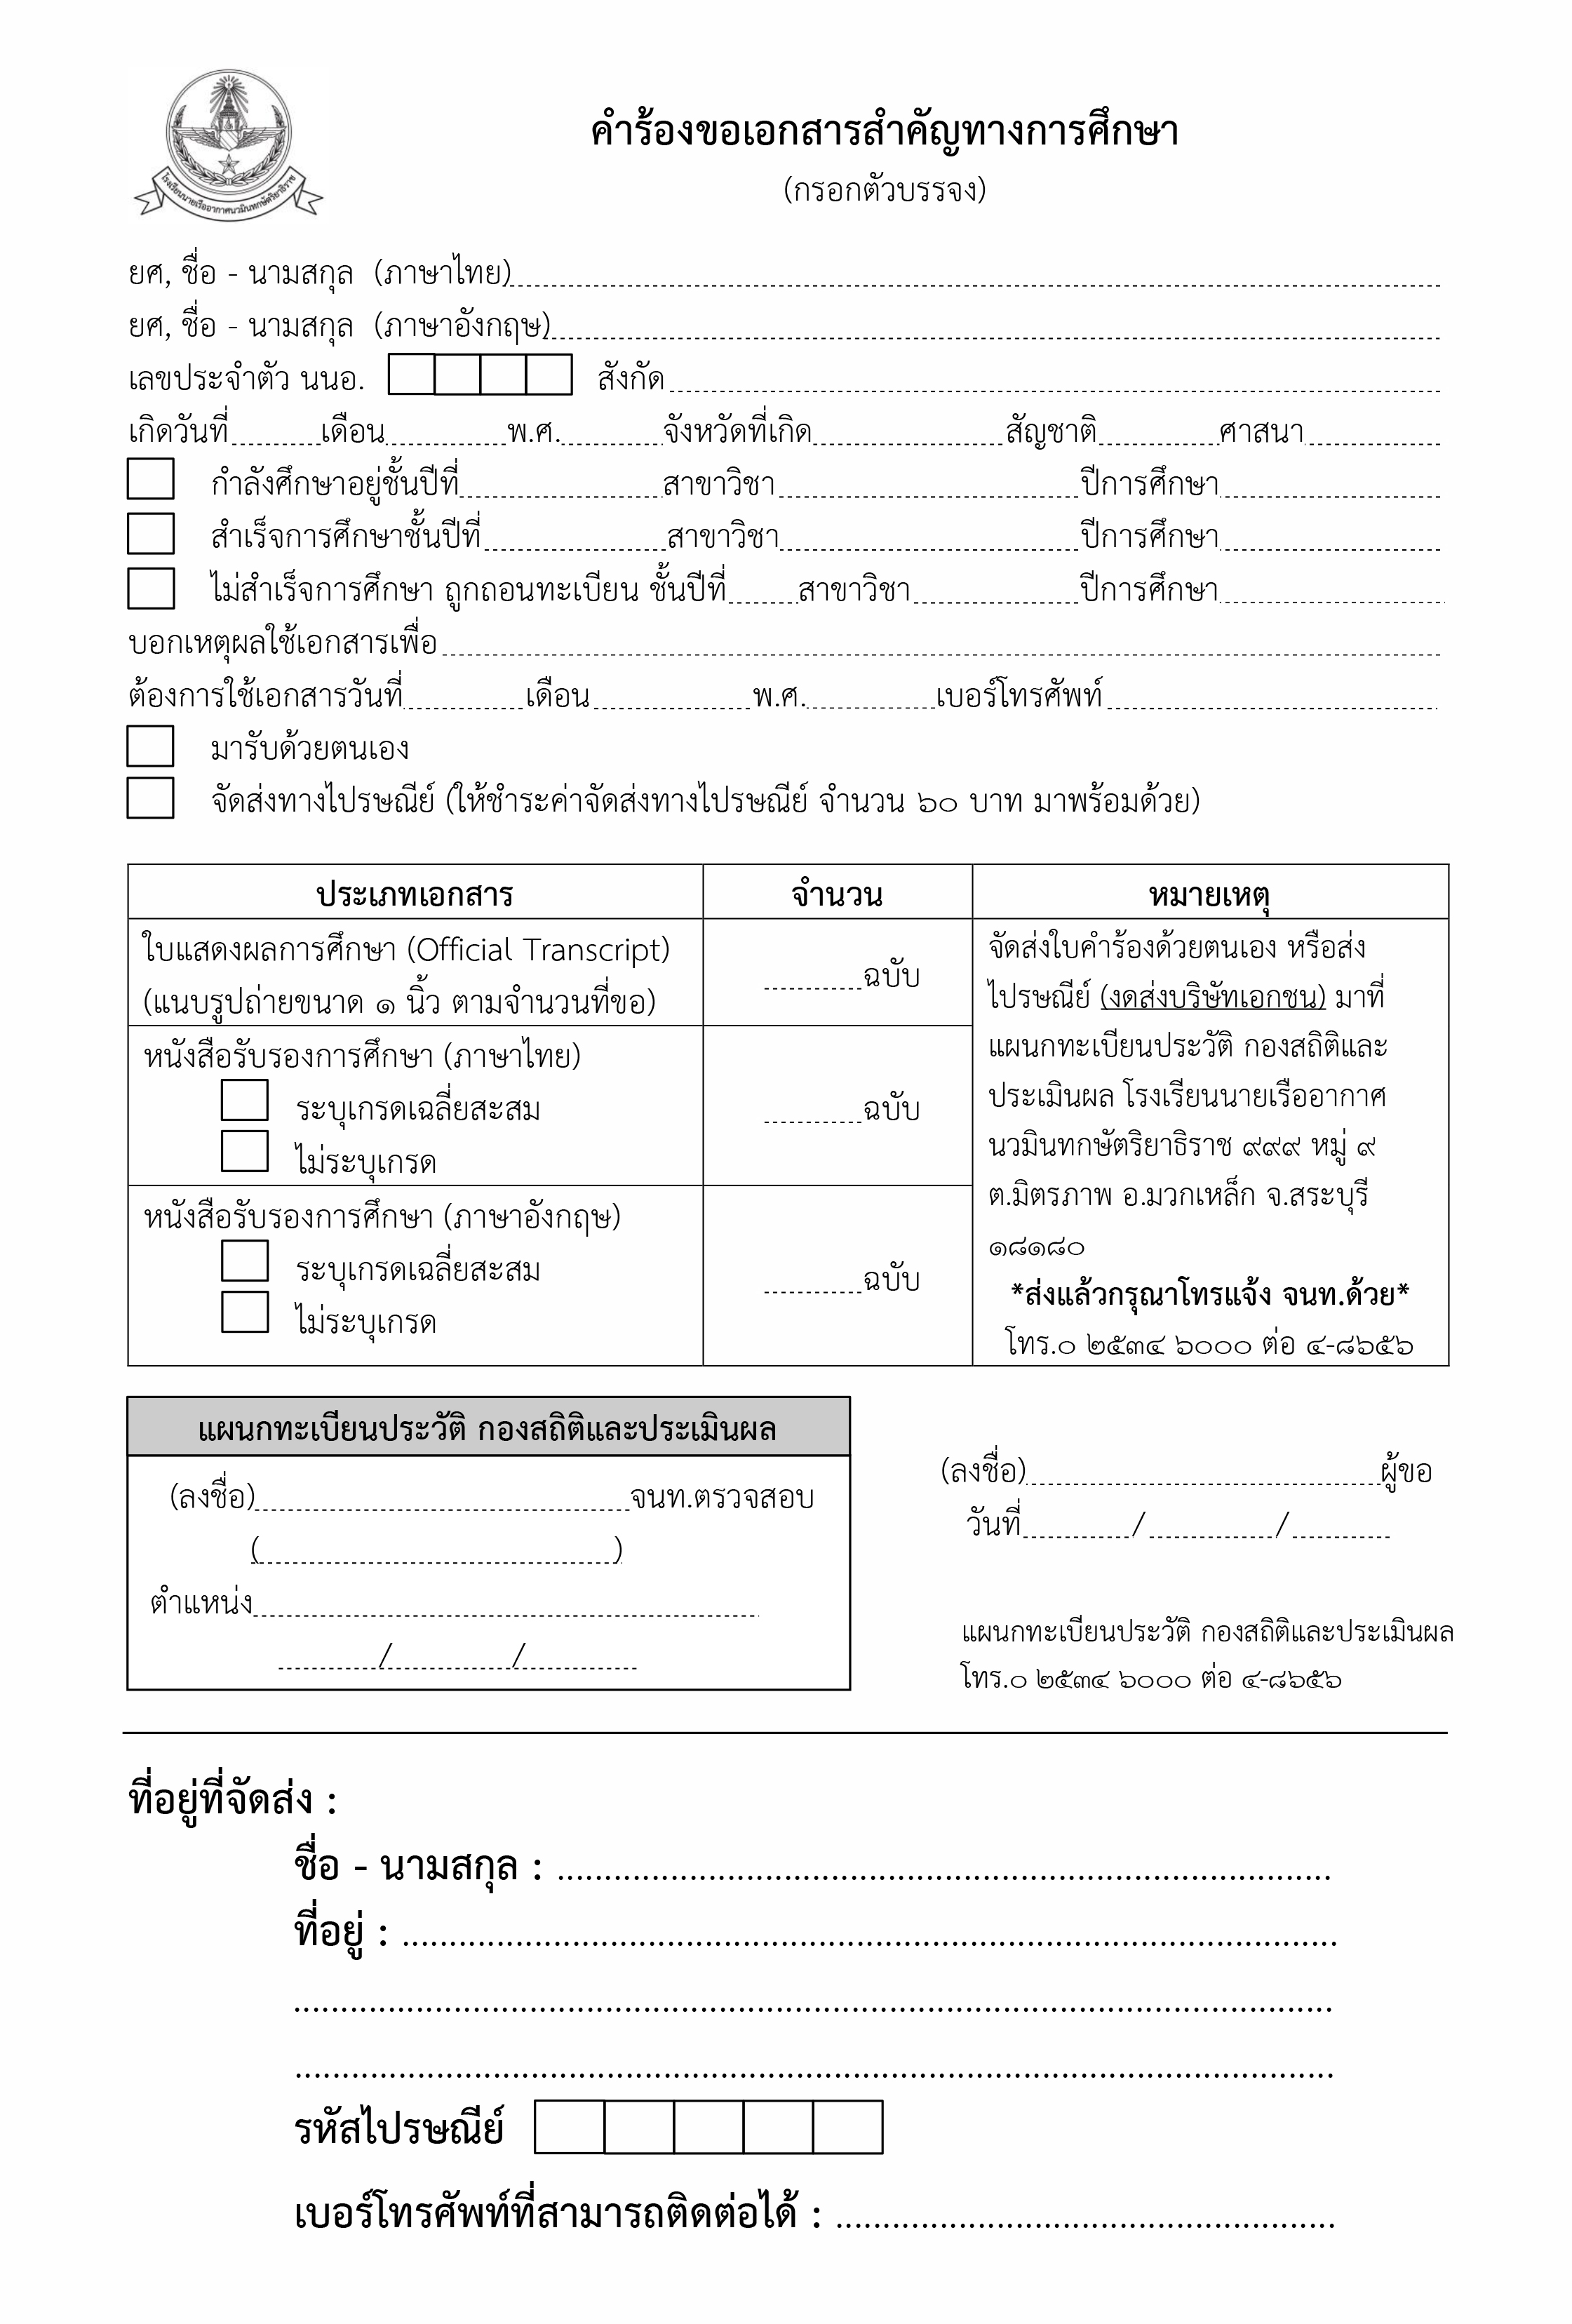 โรงเรียนนายเรืออากาศนวมินทกษัตริยาธิราช
คำร้องขอเอกสารสำคัญทางการศึกษา
(กรอกตัวบรรจง)
ยศ, ชื่อ - นามสกุล (ภาษาไทย)
ยศ, ชื่อ - นามสกุล (ภาษาอังกฤษ)
เลขประจำตัว นนอ. สังกัด
เกิดวันที่ เดือน พ.ศ. จังหวัดที่เกิด สัญชาติ ศาสนา
กำลังศึกษาอยู่ชั้นปีที่ สาขาวิชา ปีการศึกษา
สำเร็จการศึกษาชั้นปีที่ สาขาวิชา ปีการศึกษา
ไม่สำเร็จการศึกษา ถูกถอนทะเบียน ชั้นปีที่ สาขาวิชา ปีการศึกษา
บอกเหตุผลใช้เอกสารเพื่อ
ต้องการใช้เอกสารวันที่ เดือน พ.ศ. เบอร์โทรศัพท์
มารับด้วยตนเอง
จัดส่งทางไปรษณีย์ (ให้ชำระค่าจัดส่งทางไปรษณีย์ จำนวน ๖๐ บาท มาพร้อมด้วย)
ประเภทเอกสาร จำนวน หมายเหตุ
ใบแสดงผลการศึกษา (Official Transcript)
(แนบรูปถ่ายขนาด ๑ นิ้ว ตามจำนวนที่ขอ)
ฉบับ
หนังสือรับรองการศึกษา (ภาษาไทย)
ระบุเกรดเฉลี่ยสะสม
ไม่ระบุเกรด
ฉบับ
หนังสือรับรองการศึกษา (ภาษาอังกฤษ)
ระบุเกรดเฉลี่ยสะสม
ไม่ระบุเกรด
ฉบับ
จัดส่งใบคำร้องด้วยตนเอง หรือส่ง
ไปรษณีย์ (งดส่งบริษัทเอกชน) มาที่
แผนกทะเบียนประวัติ กองสถิติและ
ประเมินผล โรงเรียนนายเรืออากาศ
นวมินทกษัตริยาธิราช ๙๙๙ หมู่ ๙
ต.มิตรภาพ อ.มวกเหล็ก จ.สระบุรี
๑๘๑๘๐
*ส่งแล้วกรุณาโทรแจ้ง จนท.ด้วย*
โทร.๐ ๒๕๓๔ ๖๐๐๐ ต่อ ๔-๘๖๕๖
แผนกทะเบียนประวัติ กองสถิติและประเมินผล
(ลงชื่อ) จนท.ตรวจสอบ
( )
ตำแหน่ง
/ /
(ลงชื่อ) ผู้ขอ
วันที่ / /
แผนกทะเบียนประวัติ กองสถิติและประเมินผล
โทร.๐ ๒๕๓๔ ๖๐๐๐ ต่อ ๔-๘๖๕๖
ที่อยู่ที่จัดส่ง :
ชื่อ - นามสกุล :
ที่อยู่ :
รหัสไปรษณีย์
เบอร์โทรศัพท์ที่สามารถติดต่อได้ :